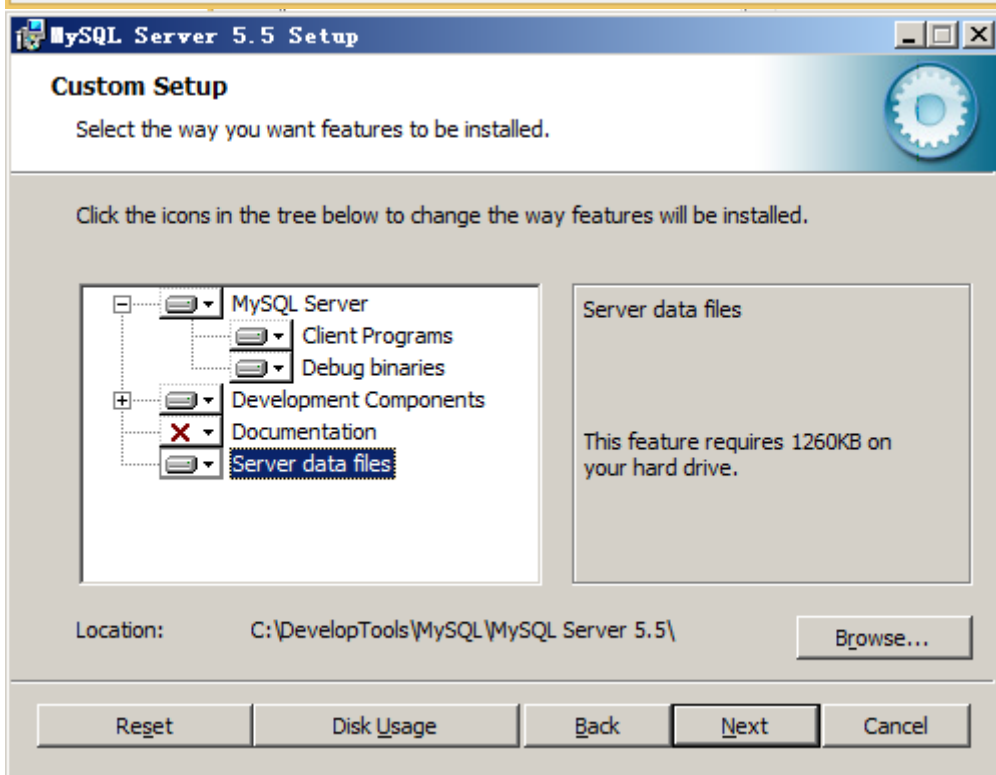 MySQL Server 5.5 Setup
Custom Setup
Select the way you want features to be installed.
Click the icons in the tree below to change the way features will be installed.
MySQL Server
Client Programs
Debug binaries
Development Components
Documentation
Server data files
Server data files
This feature requires 1260KB on
your hard drive.
Location: C:\DevelopTools\MySQL\MySQL Server 5.5\
Browse...
Reset Disk Usage Back Next Cancel